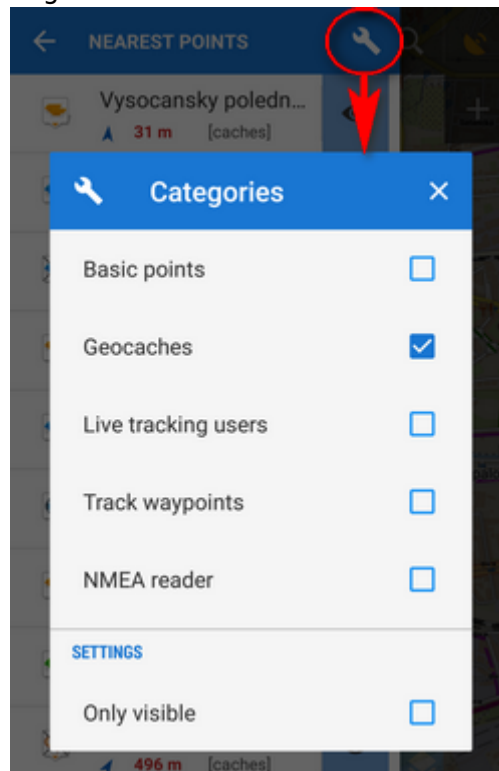 NEAREST POINTS
Vysocansky poledn...
31 m [caches]
Categories
Basic points
Geocaches
Live tracking users
Track waypoints
NMEA reader
SETTINGS
Only visible
496 m [caches]